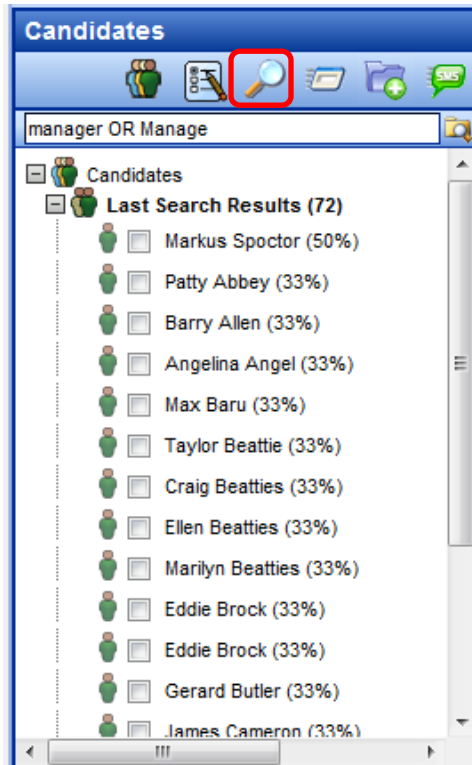 Candidates
SMS
manager OR Manage
Candidates
Last Search Results (72)
Markus Spoctor (50%)
Patty Abbey (33%)
Barry Allen (33%)
Angelina Angel (33%)
Max Baru (33%)
Taylor Beattie (33%)
Craig Beatties (33%)
Ellen Beatties (33%)
Marilyn Beatties (33%)
Eddie Brock (33%)
Eddie Brock (33%)
Gerard Butler (33%)
James Cameron (33%)